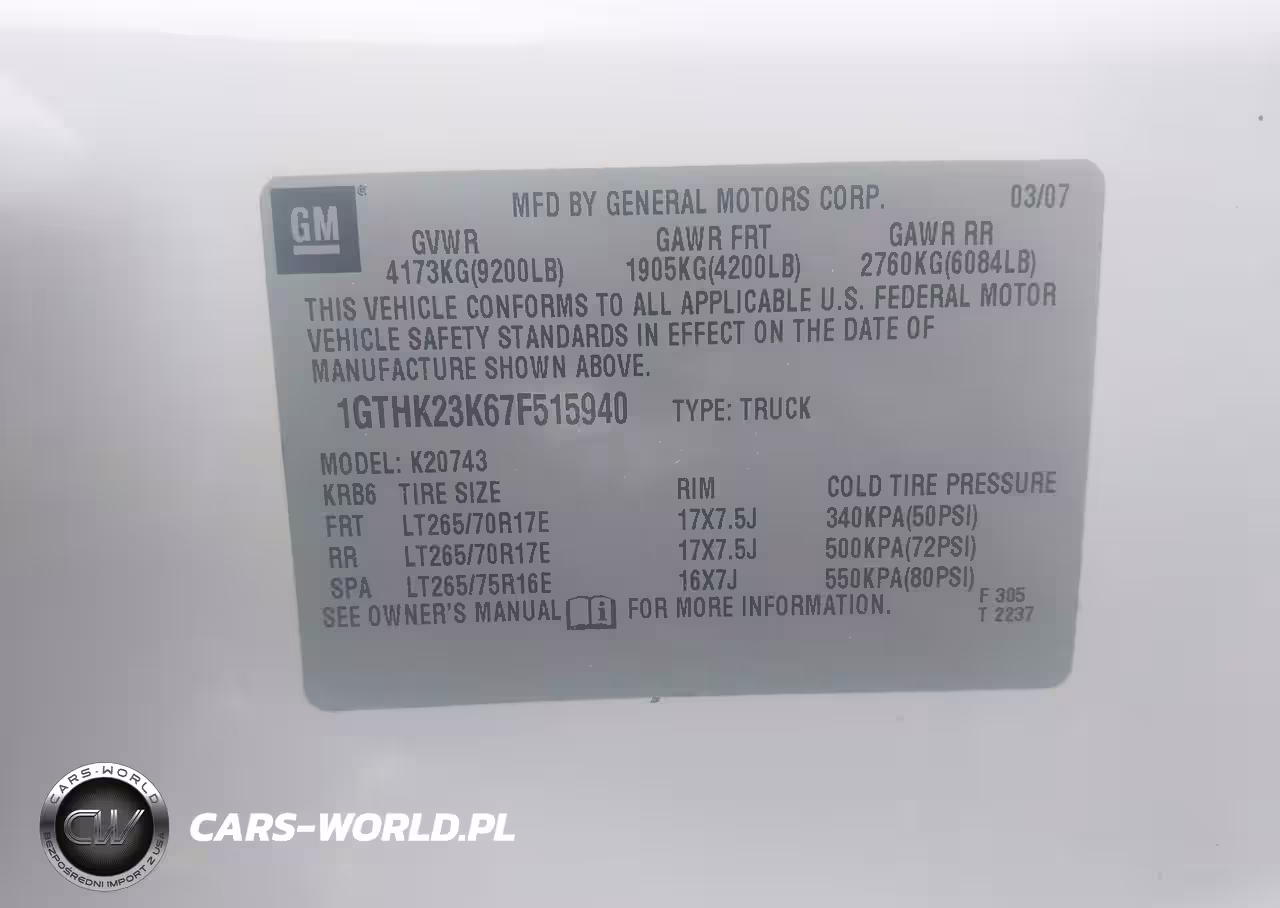 GM ®
MFD BY GENERAL MOTORS CORP. 03/07
GVWR GAWR FRT GAWR RR
4173KG(9200LB) 1905KG(4200LB) 2760KG(6084LB)
THIS VEHICLE CONFORMS TO ALL APPLICABLE U.S. FEDERAL MOTOR
VEHICLE SAFETY STANDARDS IN EFFECT ON THE DATE OF
MANUFACTURE SHOWN ABOVE.
1GTHK23K67F515940 TYPE: TRUCK
MODEL: K20743
KRB6 TIRE SIZE RIM COLD TIRE PRESSURE
FRT LT265/70R17E 17X7.5J 340KPA(50PSI)
RR LT265/70R17E 17X7.5J 500KPA(72PSI)
SPA LT265/75R16E 16X7J 550KPA(80PSI)
SEE OWNER'S MANUAL i FOR MORE INFORMATION.
F 305
T 2237
CARS-WORLD
CW
BEZPOŚREDNI IMPORT Z USA
CARS-WORLD.PL